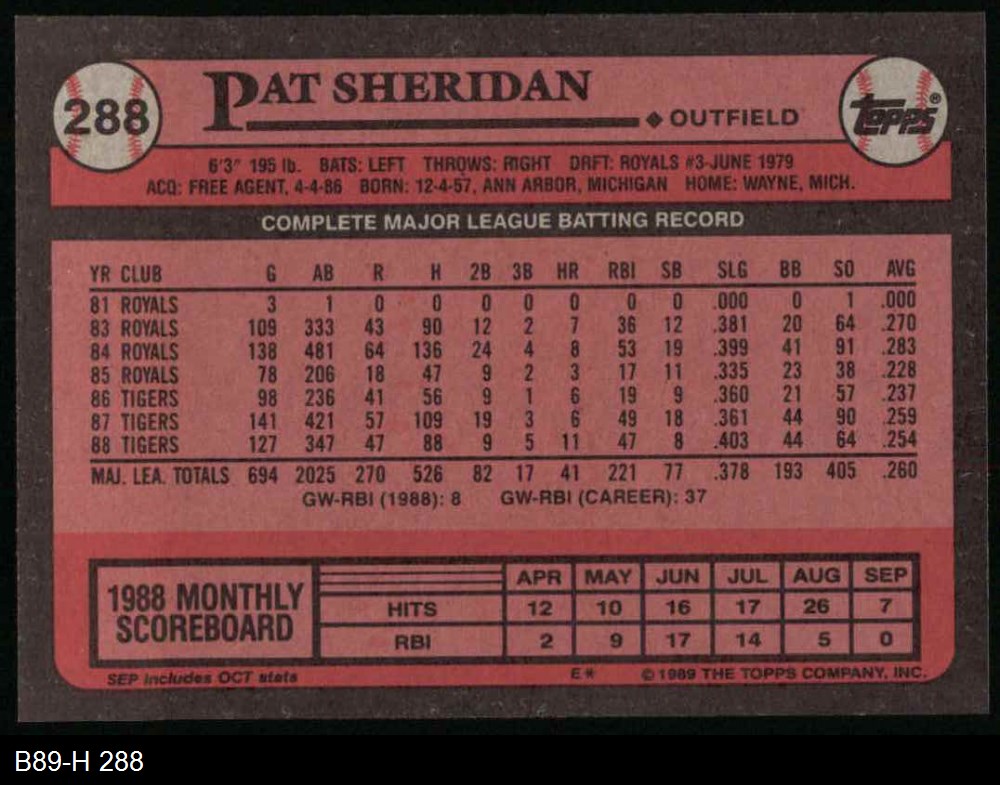 288
PAT SHERIDAN
◆ OUTFIELD
Topps®
6'3" 195 lb. BATS: LEFT THROWS: RIGHT DRFT: ROYALS #3-JUNE 1979
ACQ: FREE AGENT, 4-4-86 BORN: 12-4-57, ANN ARBOR, MICHIGAN HOME: WAYNE, MICH.
COMPLETE MAJOR LEAGUE BATTING RECORD
YR CLUB G AB R H 2B 3B HR RBI SB SLG BB SO AVG
81 ROYALS 3 1 0 0 0 0 0 0 0 .000 0 1 .000
83 ROYALS 109 333 43 90 12 2 7 36 12 .381 20 64 .270
84 ROYALS 138 481 64 136 24 4 8 53 19 .399 41 91 .283
85 ROYALS 78 206 18 47 9 2 3 17 11 .335 23 38 .228
86 TIGERS 98 236 41 56 9 1 6 19 9 .360 21 57 .237
87 TIGERS 141 421 57 109 19 3 6 49 18 .361 44 90 .259
88 TIGERS 127 347 47 88 9 5 11 47 8 .403 44 64 .254
MAJ. LEA. TOTALS 694 2025 270 526 82 17 41 221 77 .378 193 405 .260
GW-RBI (1988): 8 GW-RBI (CAREER): 37
1988 MONTHLY
SCOREBOARD
APR MAY JUN JUL AUG SEP
HITS 12 10 16 17 26 7
RBI 2 9 17 14 5 0
SEP includes OCT stats
E* © 1989 THE TOPPS COMPANY, INC.
B89-H 288